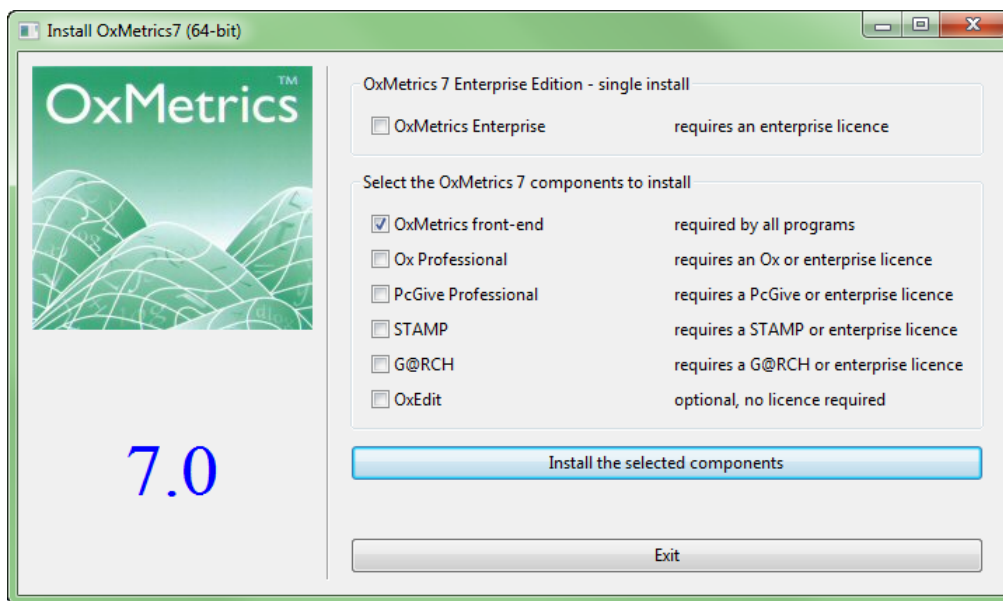 Install OxMetrics7 (64-bit)
OxMetrics™
dlog
7.0
OxMetrics 7 Enterprise Edition - single install
OxMetrics Enterprise requires an enterprise licence
Select the OxMetrics 7 components to install
OxMetrics front-end required by all programs
Ox Professional requires an Ox or enterprise licence
PcGive Professional requires a PcGive or enterprise licence
STAMP requires a STAMP or enterprise licence
G@RCH requires a G@RCH or enterprise licence
OxEdit optional, no licence required
Install the selected components
Exit